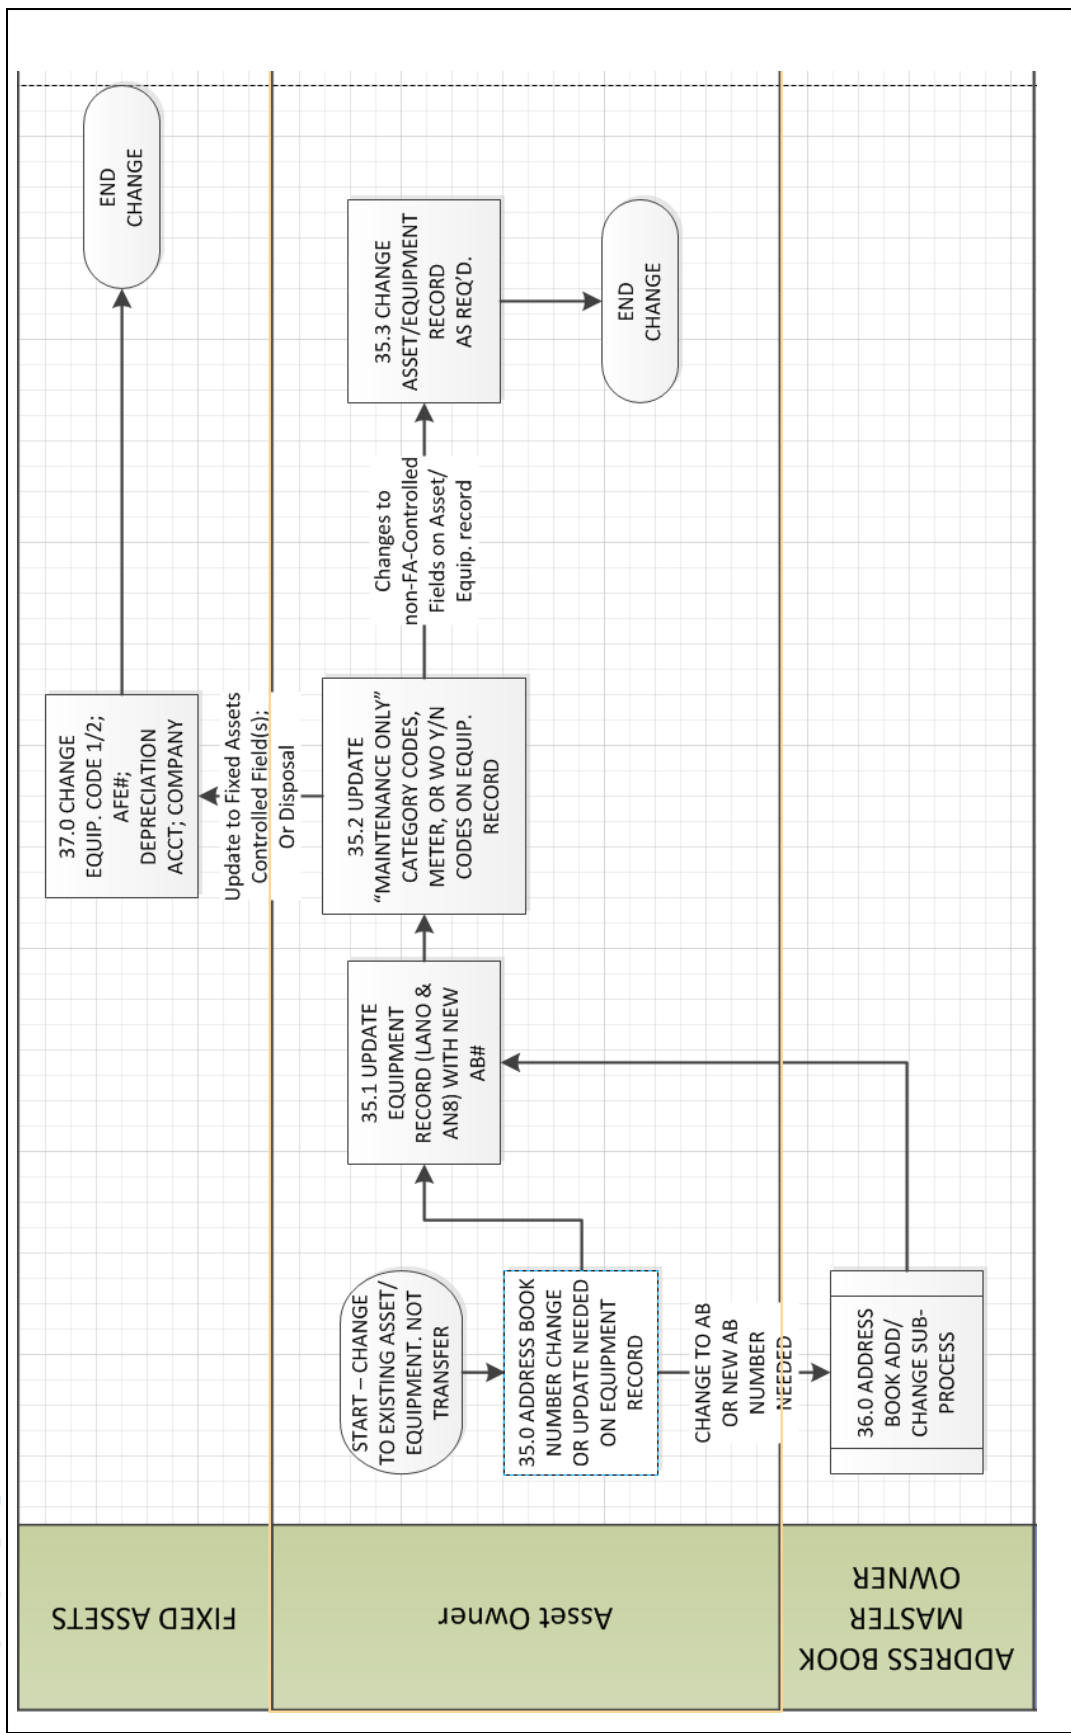 FIXED ASSETS
37.0 CHANGE
EQUIP. CODE 1/2;
AFE#;
DEPRECIATION
ACCT; COMPANY
END
CHANGE
Update to Fixed Assets
Controlled Field(s);
Or Disposal
Asset Owner
START – CHANGE
TO EXISTING ASSET/
EQUIPMENT. NOT
TRANSFER
35.0 ADDRESS BOOK
NUMBER CHANGE
OR UPDATE NEEDED
ON EQUIPMENT
RECORD
35.1 UPDATE
EQUIPMENT
RECORD (LANO &
AN8) WITH NEW
AB#
35.2 UPDATE
“MAINTENANCE ONLY”
CATEGORY CODES,
METER, OR WO Y/N
CODES ON EQUIP.
RECORD
Changes to
non-FA-Controlled
Fields on Asset/
Equip. record
35.3 CHANGE
ASSET/EQUIPMENT
RECORD
AS REQ’D.
END
CHANGE
CHANGE TO AB
OR NEW AB
NUMBER
NEEDED
ADDRESS BOOK
MASTER
OWNER
36.0 ADDRESS
BOOK ADD/
CHANGE SUB-
PROCESS